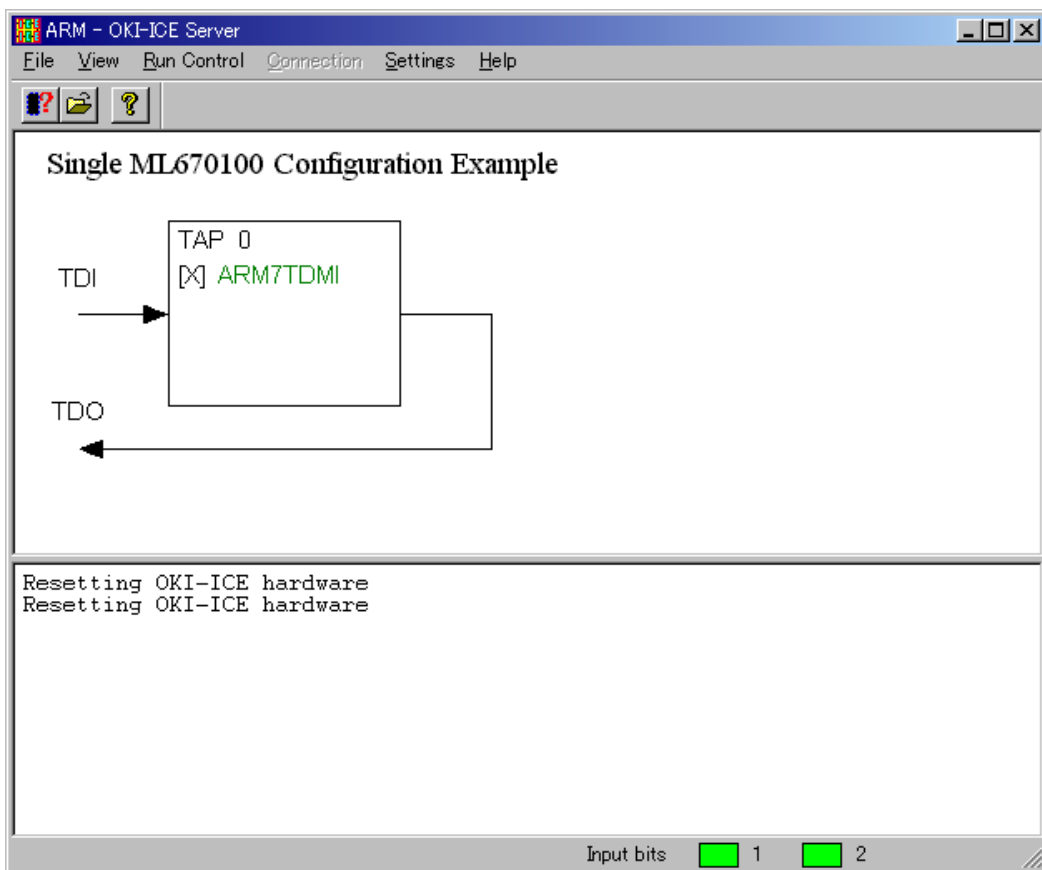 ARM - OKI-ICE Server
File View Run Control Connection Settings Help
Single ML670100 Configuration Example
TAP 0
TDI [X] ARM7TDMI
TDO
Resetting OKI-ICE hardware
Resetting OKI-ICE hardware
Input bits 1 2